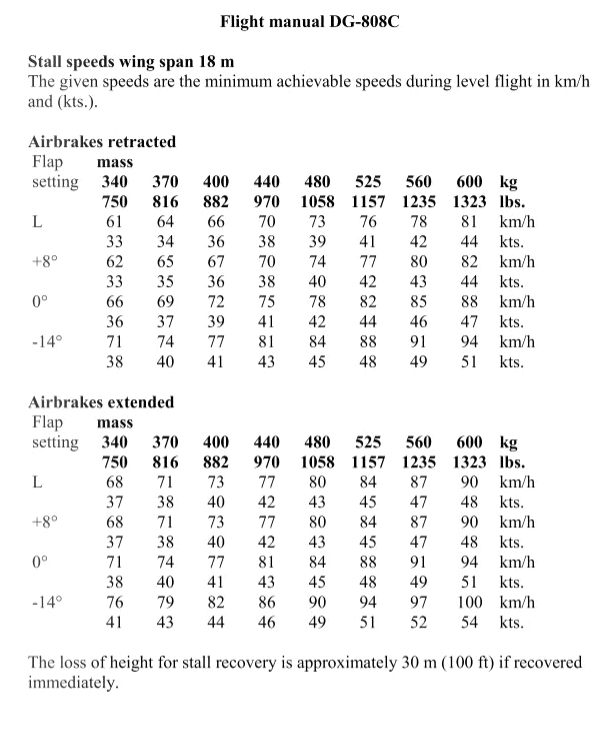 Flight manual DG-808C
Stall speeds wing span 18 m
The given speeds are the minimum achievable speeds during level flight in km/h
and (kts.).
Airbrakes retracted
Flap mass
setting 340 370 400 440 480 525 560 600 kg
750 816 882 970 1058 1157 1235 1323 lbs.
L 61 64 66 70 73 76 78 81 km/h
33 34 36 38 39 41 42 44 kts.
+8° 62 65 67 70 74 77 80 82 km/h
33 35 36 38 40 42 43 44 kts.
0° 66 69 72 75 78 82 85 88 km/h
36 37 39 41 42 44 46 47 kts.
-14° 71 74 77 81 84 88 91 94 km/h
38 40 41 43 45 48 49 51 kts.
Airbrakes extended
Flap mass
setting 340 370 400 440 480 525 560 600 kg
750 816 882 970 1058 1157 1235 1323 lbs.
L 68 71 73 77 80 84 87 90 km/h
37 38 40 42 43 45 47 48 kts.
+8° 68 71 73 77 80 84 87 90 km/h
37 38 40 42 43 45 47 48 kts.
0° 71 74 77 81 84 88 91 94 km/h
38 40 41 43 45 48 49 51 kts.
-14° 76 79 82 86 90 94 97 100 km/h
41 43 44 46 49 51 52 54 kts.
The loss of height for stall recovery is approximately 30 m (100 ft) if recovered
immediately.